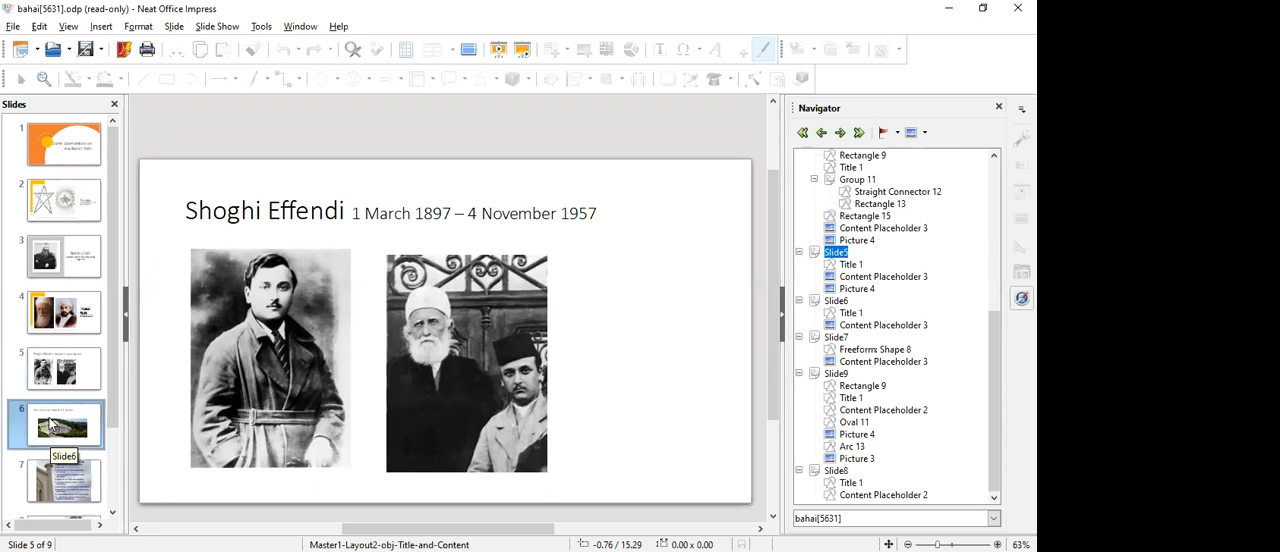 bahai[5631].odp (read-only) - Neat Office Impress
File Edit View Insert Format Slide Slide Show Tools Window Help
Slides
1
2
3
4
5
6
7
Slide6
Shoghi Effendi 1 March 1897 – 4 November 1957
Navigator
Rectangle 9
Title 1
Group 11
Straight Connector 12
Rectangle 13
Rectangle 15
Content Placeholder 3
Picture 4
Slide5
Title 1
Content Placeholder 3
Picture 4
Slide6
Title 1
Content Placeholder 3
Slide7
Freeform: Shape 8
Content Placeholder 3
Slide9
Rectangle 9
Title 1
Content Placeholder 2
Oval 11
Picture 4
Arc 13
Picture 3
Slide8
Title 1
Content Placeholder 2
bahai[5631]
Slide 5 of 9 Master1-Layout2-obj-Title-and-Content -0.76 / 15.29 0.00 x 0.00 63%